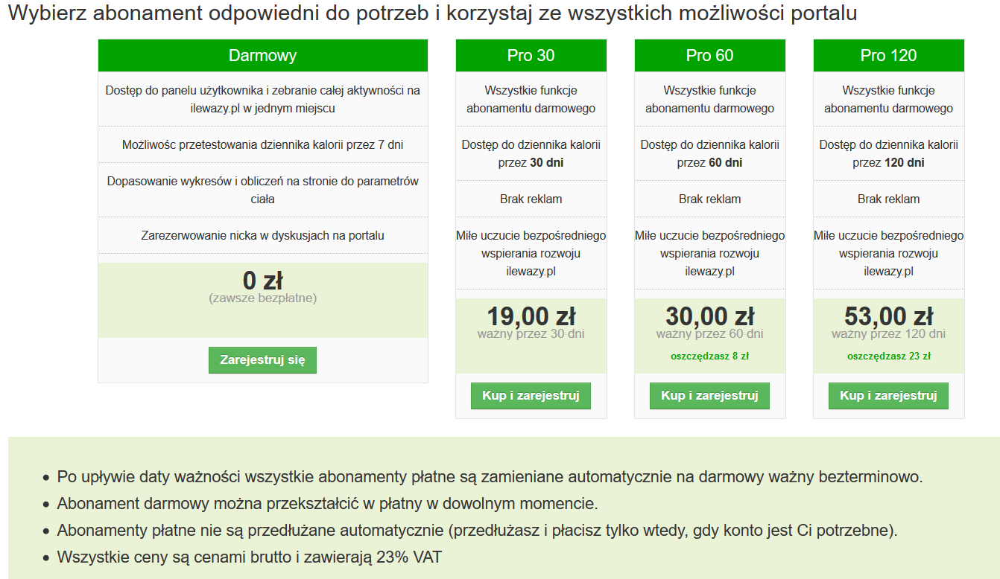 Wybierz abonament odpowiedni do potrzeb i korzystaj ze wszystkich możliwości portalu
Darmowy
Dostęp do panelu użytkownika i zebranie całej aktywności na
ilewazy.pl w jednym miejscu
Możliwośc przetestowania dziennika kalorii przez 7 dni
Dopasowanie wykresów i obliczeń na stronie do parametrów
ciała
Zarezerwowanie nicka w dyskusjach na portalu
0 zł
(zawsze bezpłatne)
Zarejestruj się
Pro 30
Wszystkie funkcje
abonamentu darmowego
Dostęp do dziennika kalorii
przez 30 dni
Brak reklam
Miłe uczucie bezpośredniego
wspierania rozwoju
ilewazy.pl
19,00 zł
ważny przez 30 dni
Kup i zarejestruj
Pro 60
Wszystkie funkcje
abonamentu darmowego
Dostęp do dziennika kalorii
przez 60 dni
Brak reklam
Miłe uczucie bezpośredniego
wspierania rozwoju
ilewazy.pl
30,00 zł
ważny przez 60 dni
oszczędzasz 8 zł
Kup i zarejestruj
Pro 120
Wszystkie funkcje
abonamentu darmowego
Dostęp do dziennika kalorii
przez 120 dni
Brak reklam
Miłe uczucie bezpośredniego
wspierania rozwoju
ilewazy.pl
53,00 zł
ważny przez 120 dni
oszczędzasz 23 zł
Kup i zarejestruj
• Po upływie daty ważności wszystkie abonamenty płatne są zamieniane automatycznie na darmowy ważny bezterminowo.
• Abonament darmowy można przekształcić w płatny w dowolnym momencie.
• Abonamenty płatne nie są przedłużane automatycznie (przedłużasz i płacisz tylko wtedy, gdy konto jest Ci potrzebne).
• Wszystkie ceny są cenami brutto i zawierają 23% VAT